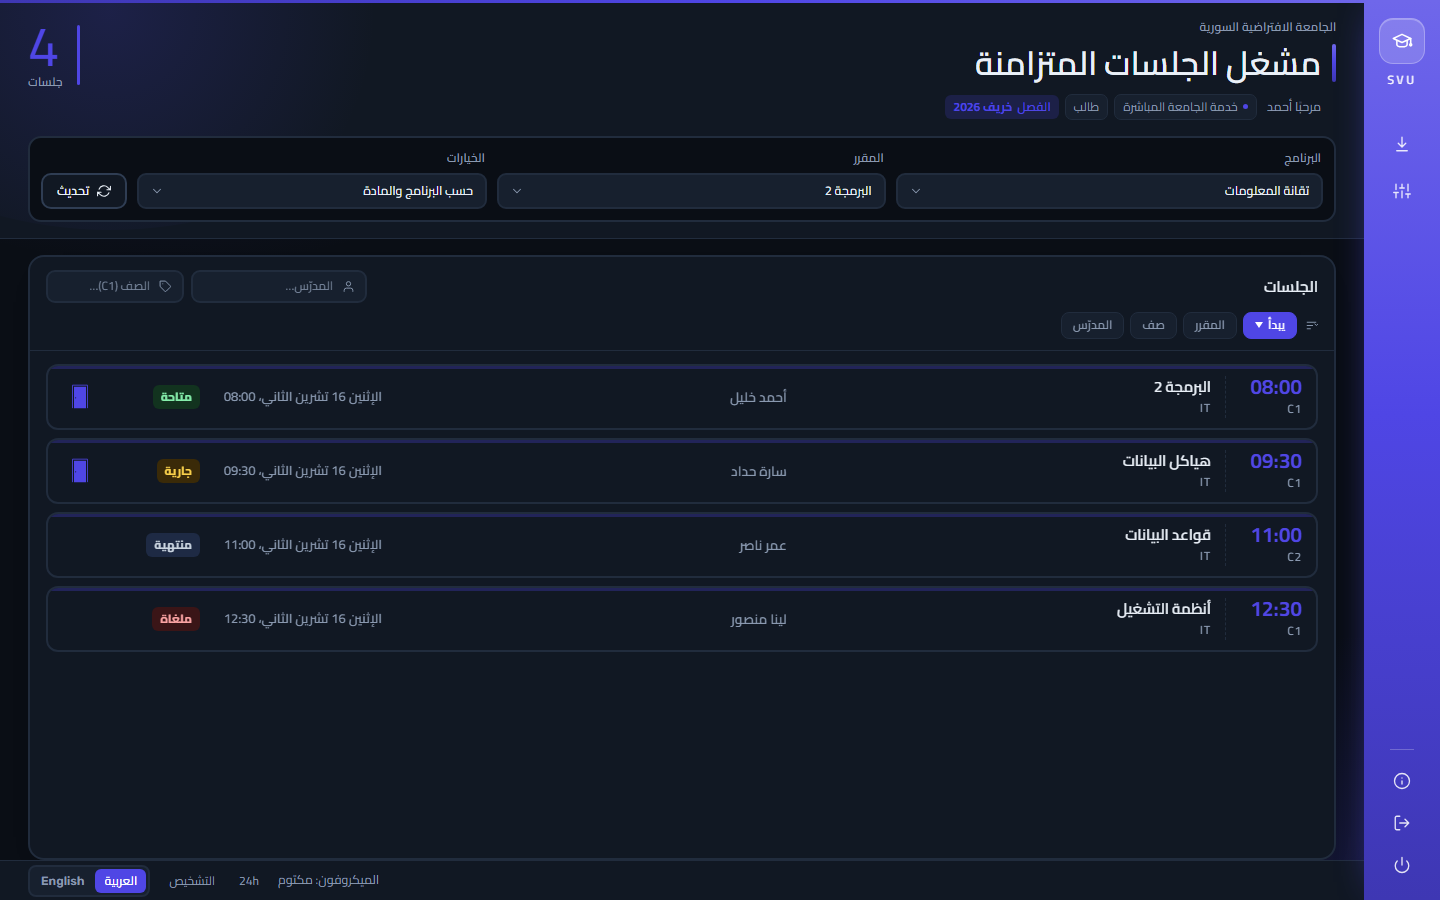 SVU
الجامعة الافتراضية السورية
مشغل الجلسات المتزامنة
مرحبًا أحمد
خدمة الجامعة المباشرة
طالب
الفصل خريف 2026
4
جلسات
البرنامج
المقرر
الخيارات
تقانة المعلومات
البرمجة 2
حسب البرنامج والمادة
تحديث
الجلسات
المدرّس...
الصف (C1)...
يبدأ ▼
المقرر
صف
المدرّس
08:00
C1
البرمجة 2
IT
أحمد خليل
الإثنين 16 تشرين الثاني، 08:00
متاحة
09:30
C1
هياكل البيانات
IT
سارة حداد
الإثنين 16 تشرين الثاني، 09:30
جارية
11:00
C2
قواعد البيانات
IT
عمر ناصر
الإثنين 16 تشرين الثاني، 11:00
منتهية
12:30
C1
أنظمة التشغيل
IT
لينا منصور
الإثنين 16 تشرين الثاني، 12:30
ملغاة
الميكروفون: مكتوم
24h
التشخيص
العربية
English